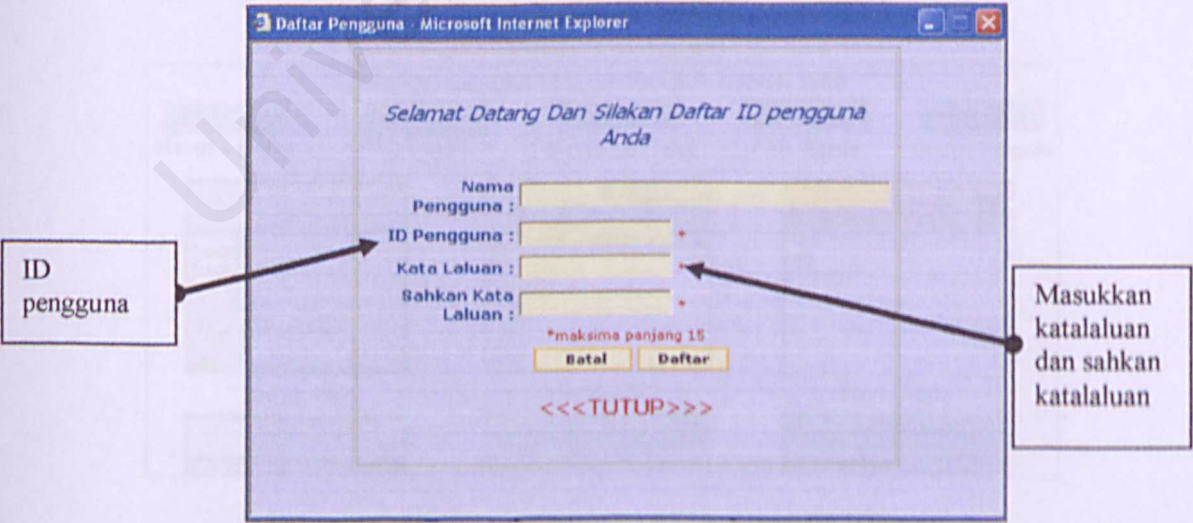 Daftar Pengguna - Microsoft Internet Explorer
Selamat Datang Dan Silakan Daftar ID pengguna
Anda
Nama
Pengguna :
ID Pengguna : *
Kata Laluan : *
Sahkan Kata
Laluan : *
*maksima panjang 15
Batal Daftar
<<<TUTUP>>>
ID
pengguna
Masukkan
katalaluan
dan sahkan
katalaluan